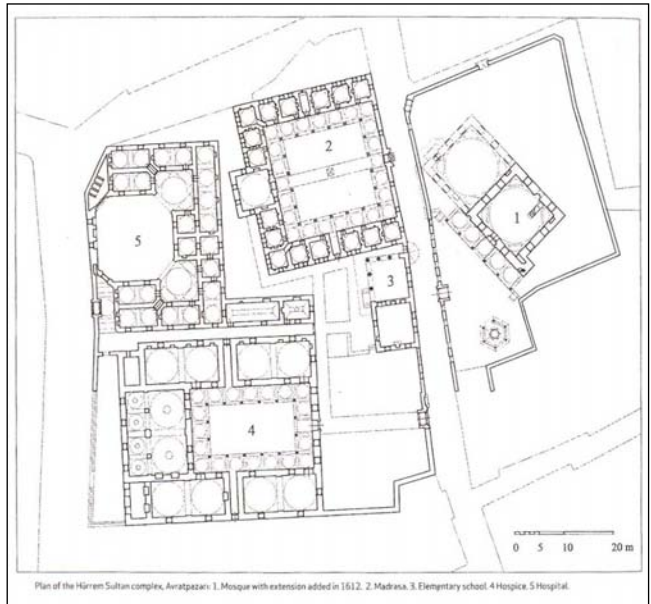 2
1
5
3
4
0 5 10 20 m
Plan of the Hürrem Sultan complex, Avratpazarı: 1. Mosque with extension added in 1612. 2. Madrasa. 3. Elementary school. 4 Hospice. 5 Hospital.